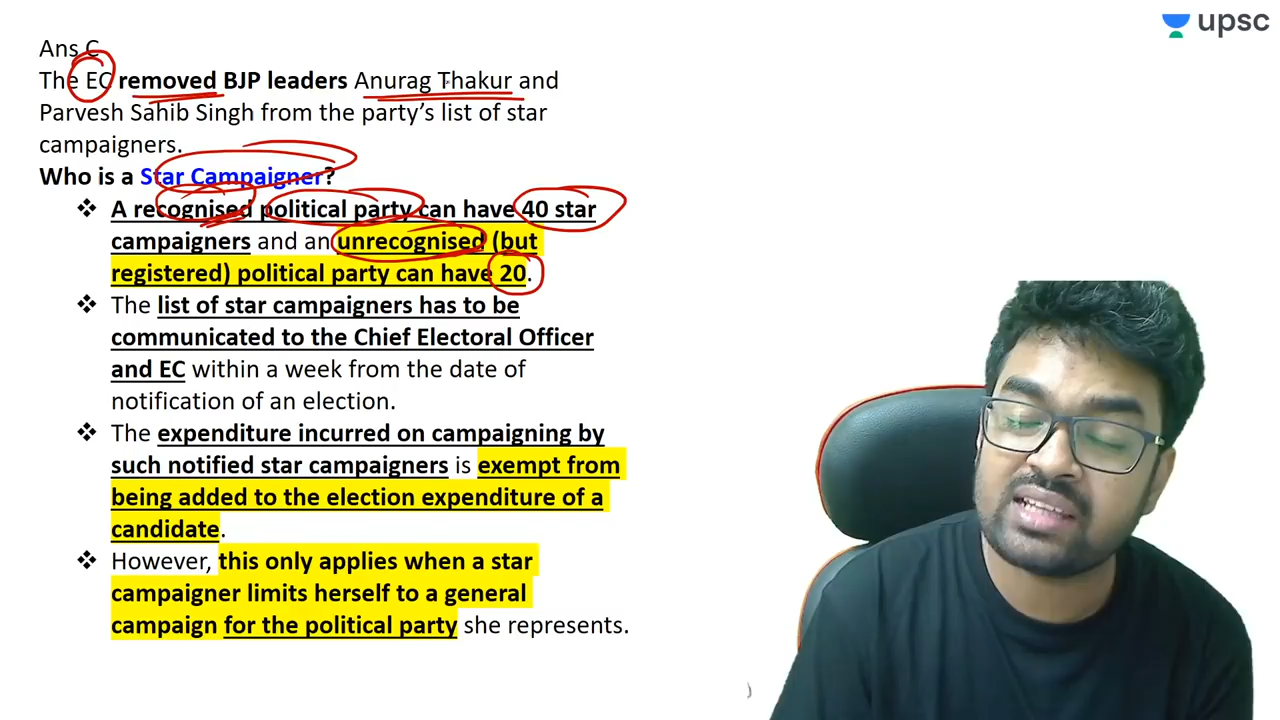 upsc
Ans C
The EC removed BJP leaders Anurag Thakur and
Parvesh Sahib Singh from the party’s list of star
campaigners.
Who is a Star Campaigner?
❖ A recognised political party can have 40 star
campaigners and an unrecognised (but
registered) political party can have 20.
❖ The list of star campaigners has to be
communicated to the Chief Electoral Officer
and EC within a week from the date of
notification of an election.
❖ The expenditure incurred on campaigning by
such notified star campaigners is exempt from
being added to the election expenditure of a
candidate.
❖ However, this only applies when a star
campaigner limits herself to a general
campaign for the political party she represents.